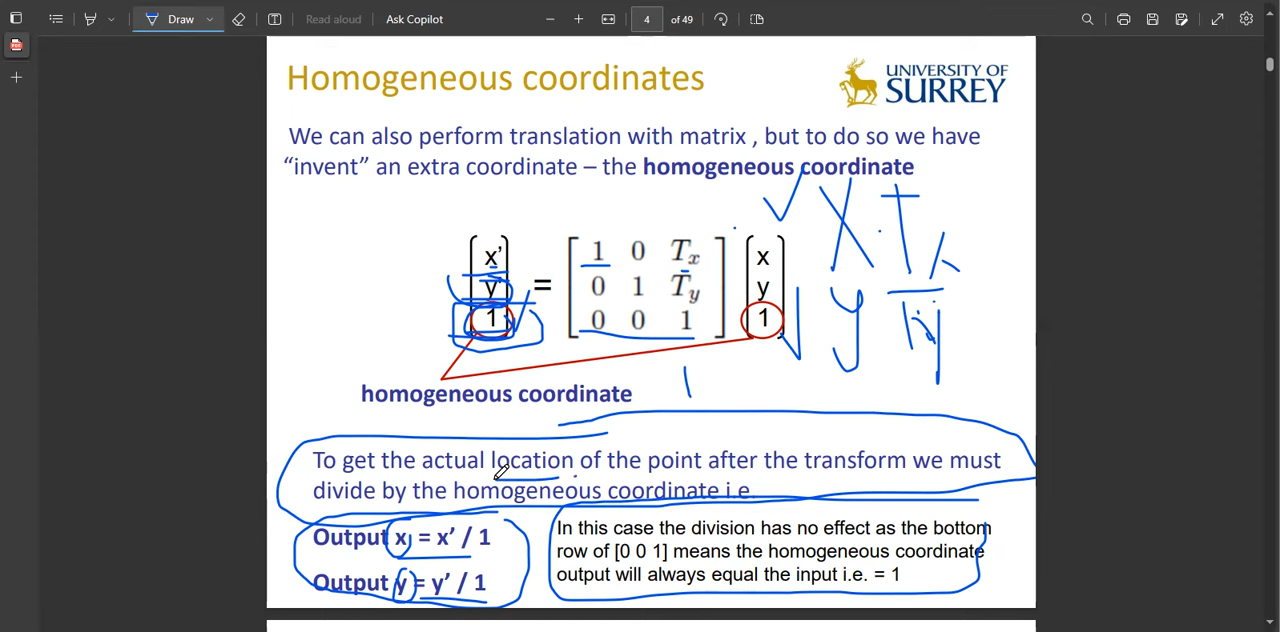 Draw
Read aloud
Ask Copilot
4 of 49
Homogeneous coordinates
UNIVERSITY OF
SURREY
We can also perform translation with matrix , but to do so we have
“invent” an extra coordinate – the homogeneous coordinate
x’ 1 0 Tx x X Tx
y’ = 0 1 Ty y y Ty
1 0 0 1 1
homogeneous coordinate
1
To get the actual location of the point after the transform we must
divide by the homogeneous coordinate i.e.
Output x = x’ / 1
Output y = y’ / 1
In this case the division has no effect as the bottom
row of [0 0 1] means the homogeneous coordinate
output will always equal the input i.e. = 1